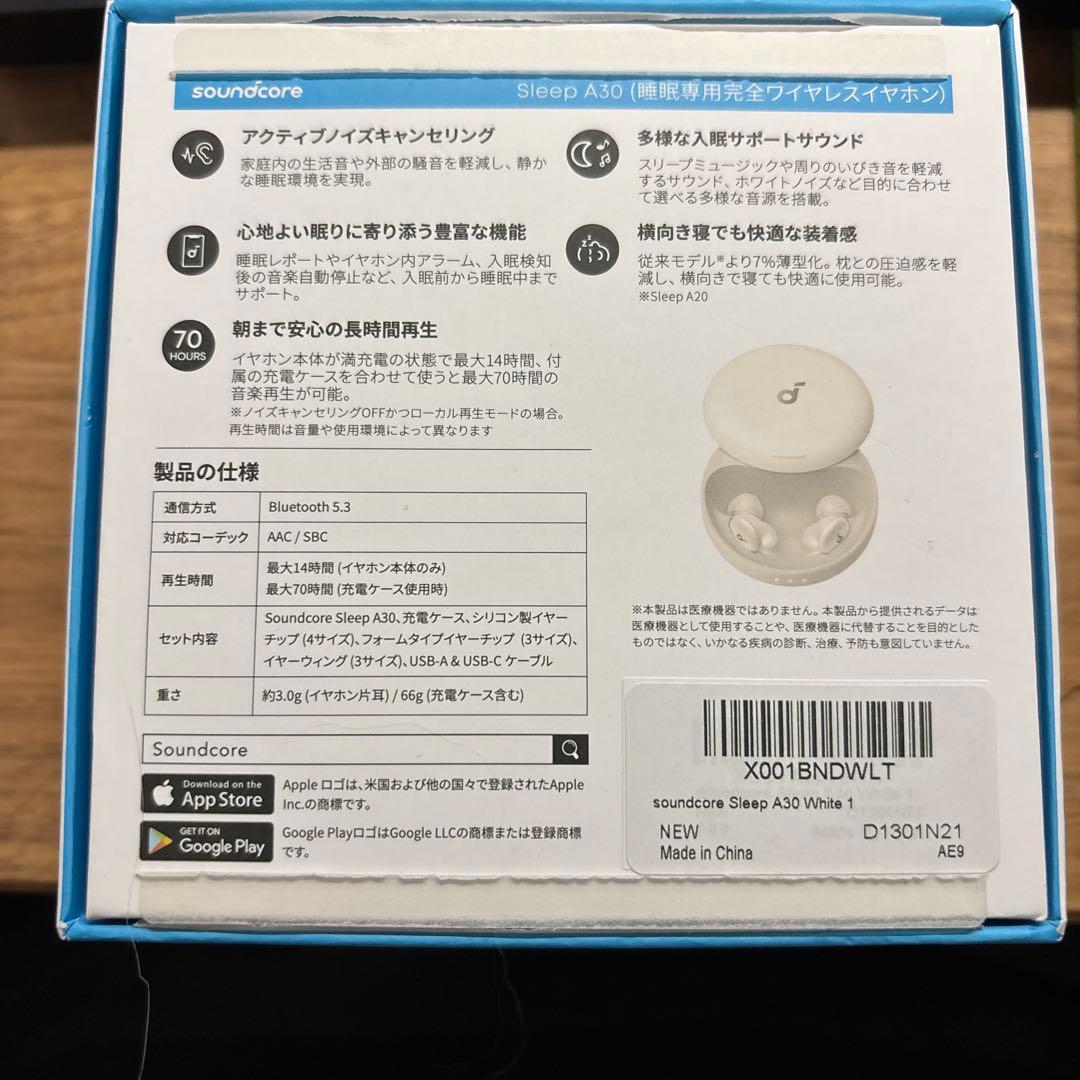 soundcore
Sleep A30 (睡眠専用完全ワイヤレスイヤホン)
アクティブノイズキャンセリング
家庭内の生活音や外部の騒音を軽減し、静か
な睡眠環境を実現。
多様な入眠サポートサウンド
スリープミュージックや周りのいびき音を軽減
するサウンド、ホワイトノイズなど目的に合わせ
て選べる多様な音源を搭載。
心地よい眠りに寄り添う豊富な機能
睡眠レポートやイヤホン内アラーム、入眠検知
後の音楽自動停止など、入眠前から睡眠中まで
サポート。
横向き寝でも快適な装着感
従来モデル※より7%薄型化。枕との圧迫感を軽
減し、横向きで寝ても快適に使用可能。
※Sleep A20
70
HOURS
朝まで安心の長時間再生
イヤホン本体が満充電の状態で最大14時間、付
属の充電ケースを合わせて使うと最大70時間の
音楽再生が可能。
※ノイズキャンセリングOFFかつローカル再生モードの場合。
再生時間は音量や使用環境によって異なります
製品の仕様
通信方式 Bluetooth 5.3
対応コーデック AAC / SBC
再生時間 最大14時間 (イヤホン本体のみ)
最大70時間 (充電ケース使用時)
セット内容 Soundcore Sleep A30、充電ケース、シリコン製イヤー
チップ (4サイズ)、フォームタイプイヤーチップ (3サイズ)、
イヤーウィング (3サイズ)、USB-A & USB-C ケーブル
重さ 約3.0g (イヤホン片耳) / 66g (充電ケース含む)
※本製品は医療機器ではありません。本製品から提供されるデータは
医療機器として使用することや、医療機器に代替することを目的とした
ものではなく、いかなる疾病の診断、治療、予防も意図していません。
Soundcore
Download on the
App Store
Apple ロゴは、米国および他の国々で登録されたApple
Inc.の商標です。
GET IT ON
Google Play
Google PlayロゴはGoogle LLCの商標または登録商標
です。
X001BNDWLT
soundcore Sleep A30 White 1
NEW D1301N21
Made in China AE9